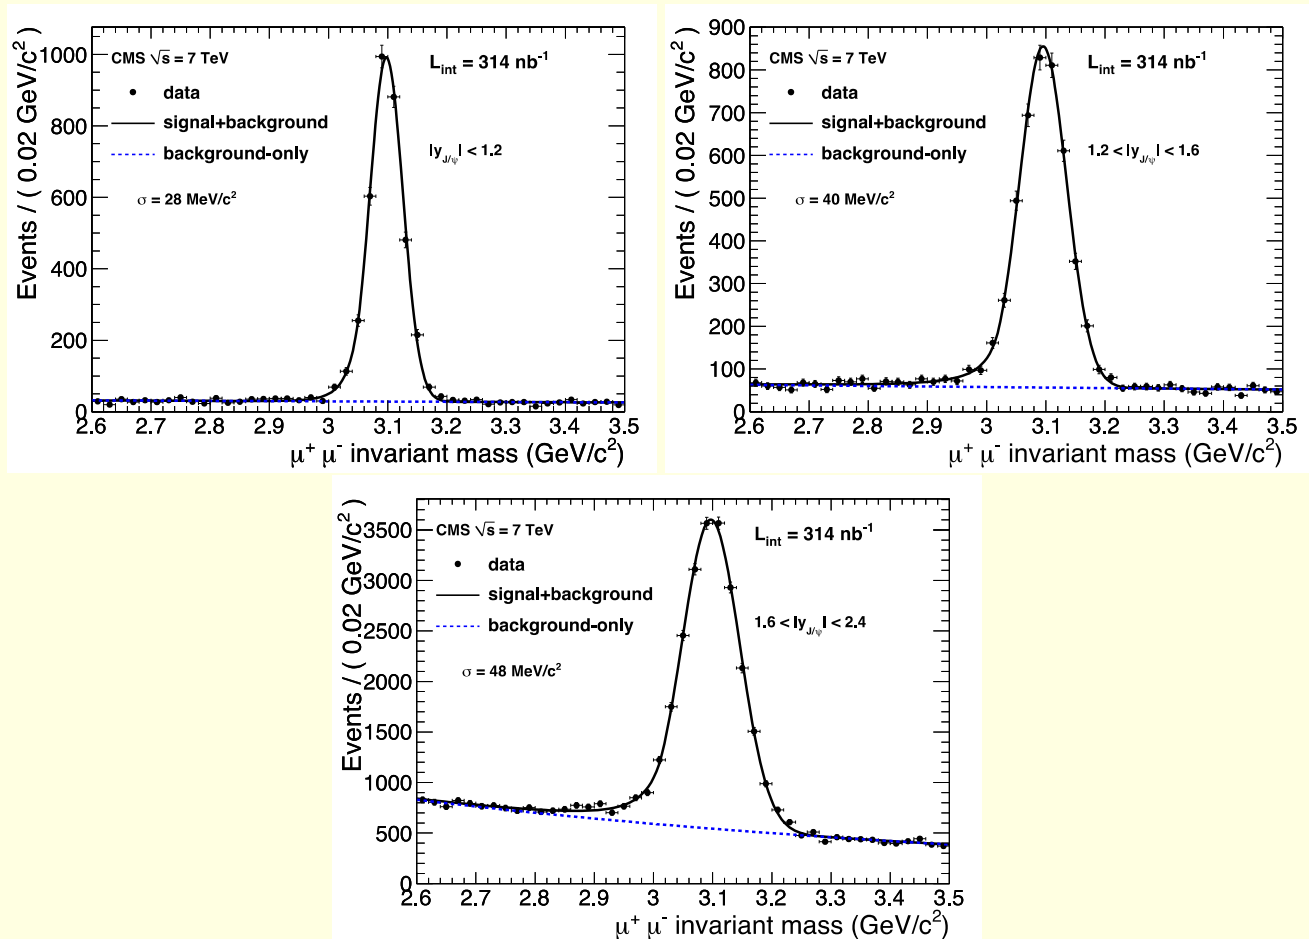 Events / ( 0.02 GeV/c²)
1000
800
600
400
200
0
CMS √s = 7 TeV
L_int = 314 nb⁻¹
data
signal+background
|y_J/ψ| < 1.2
background-only
σ = 28 MeV/c²
2.6 2.7 2.8 2.9 3 3.1 3.2 3.3 3.4 3.5
μ⁺ μ⁻ invariant mass (GeV/c²)
Events / ( 0.02 GeV/c²)
900
800
700
600
500
400
300
200
100
0
CMS √s = 7 TeV
L_int = 314 nb⁻¹
data
signal+background
background-only
1.2 < |y_J/ψ| < 1.6
σ = 40 MeV/c²
2.6 2.7 2.8 2.9 3 3.1 3.2 3.3 3.4 3.5
μ⁺ μ⁻ invariant mass (GeV/c²)
Events / ( 0.02 GeV/c²)
3500
3000
2500
2000
1500
1000
500
0
CMS √s = 7 TeV
L_int = 314 nb⁻¹
data
signal+background
background-only
1.6 < |y_J/ψ| < 2.4
σ = 48 MeV/c²
2.6 2.7 2.8 2.9 3 3.1 3.2 3.3 3.4 3.5
μ⁺ μ⁻ invariant mass (GeV/c²)